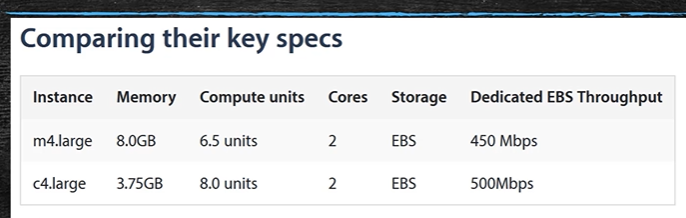 Comparing their key specs
Instance Memory Compute units Cores Storage Dedicated EBS Throughput
m4.large 8.0GB 6.5 units 2 EBS 450 Mbps
c4.large 3.75GB 8.0 units 2 EBS 500Mbps